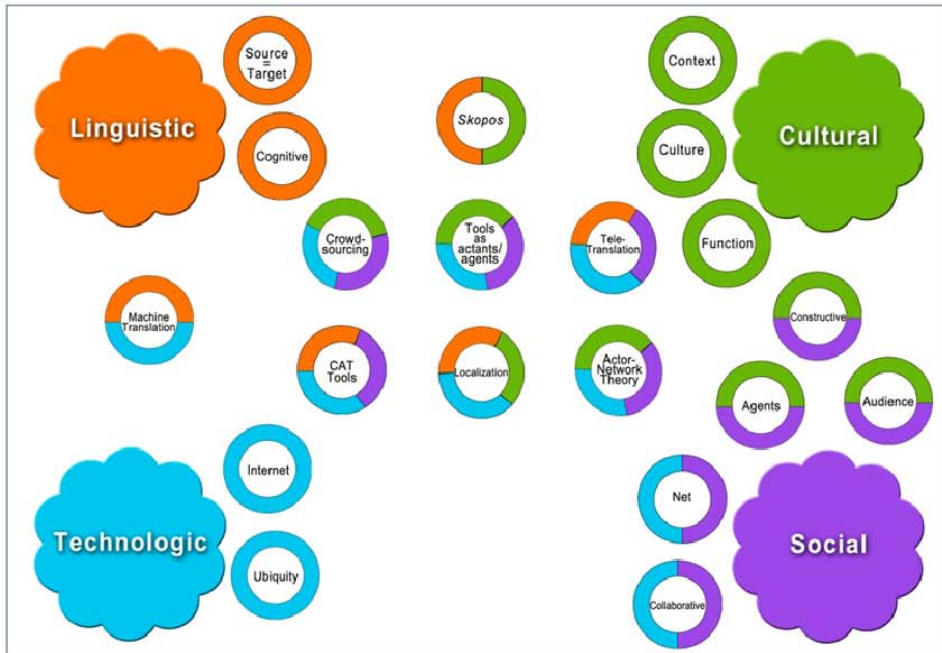 Linguistic
Source
=
Target
Cognitive
Skopos
Context
Culture
Cultural
Function
Crowd-
sourcing
Tools
as
actants/
agents
Tele-
Translation
Machine
Translation
Constructive
CAT
Tools
Localization
Actor-
Network
Theory
Agents
Audience
Technologic
Internet
Ubiquity
Net
Collaborative
Social